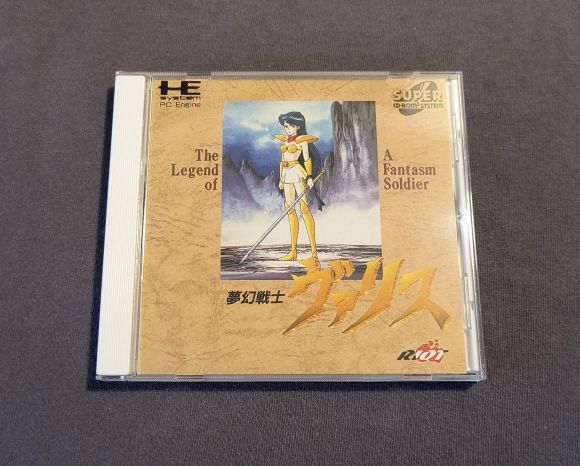 HE
system
PC Engine
SUPER
CD-ROM² SYSTEM
The
Legend
of
A
Fantasm
Soldier
夢幻戦士
ヴァリス
RIOT